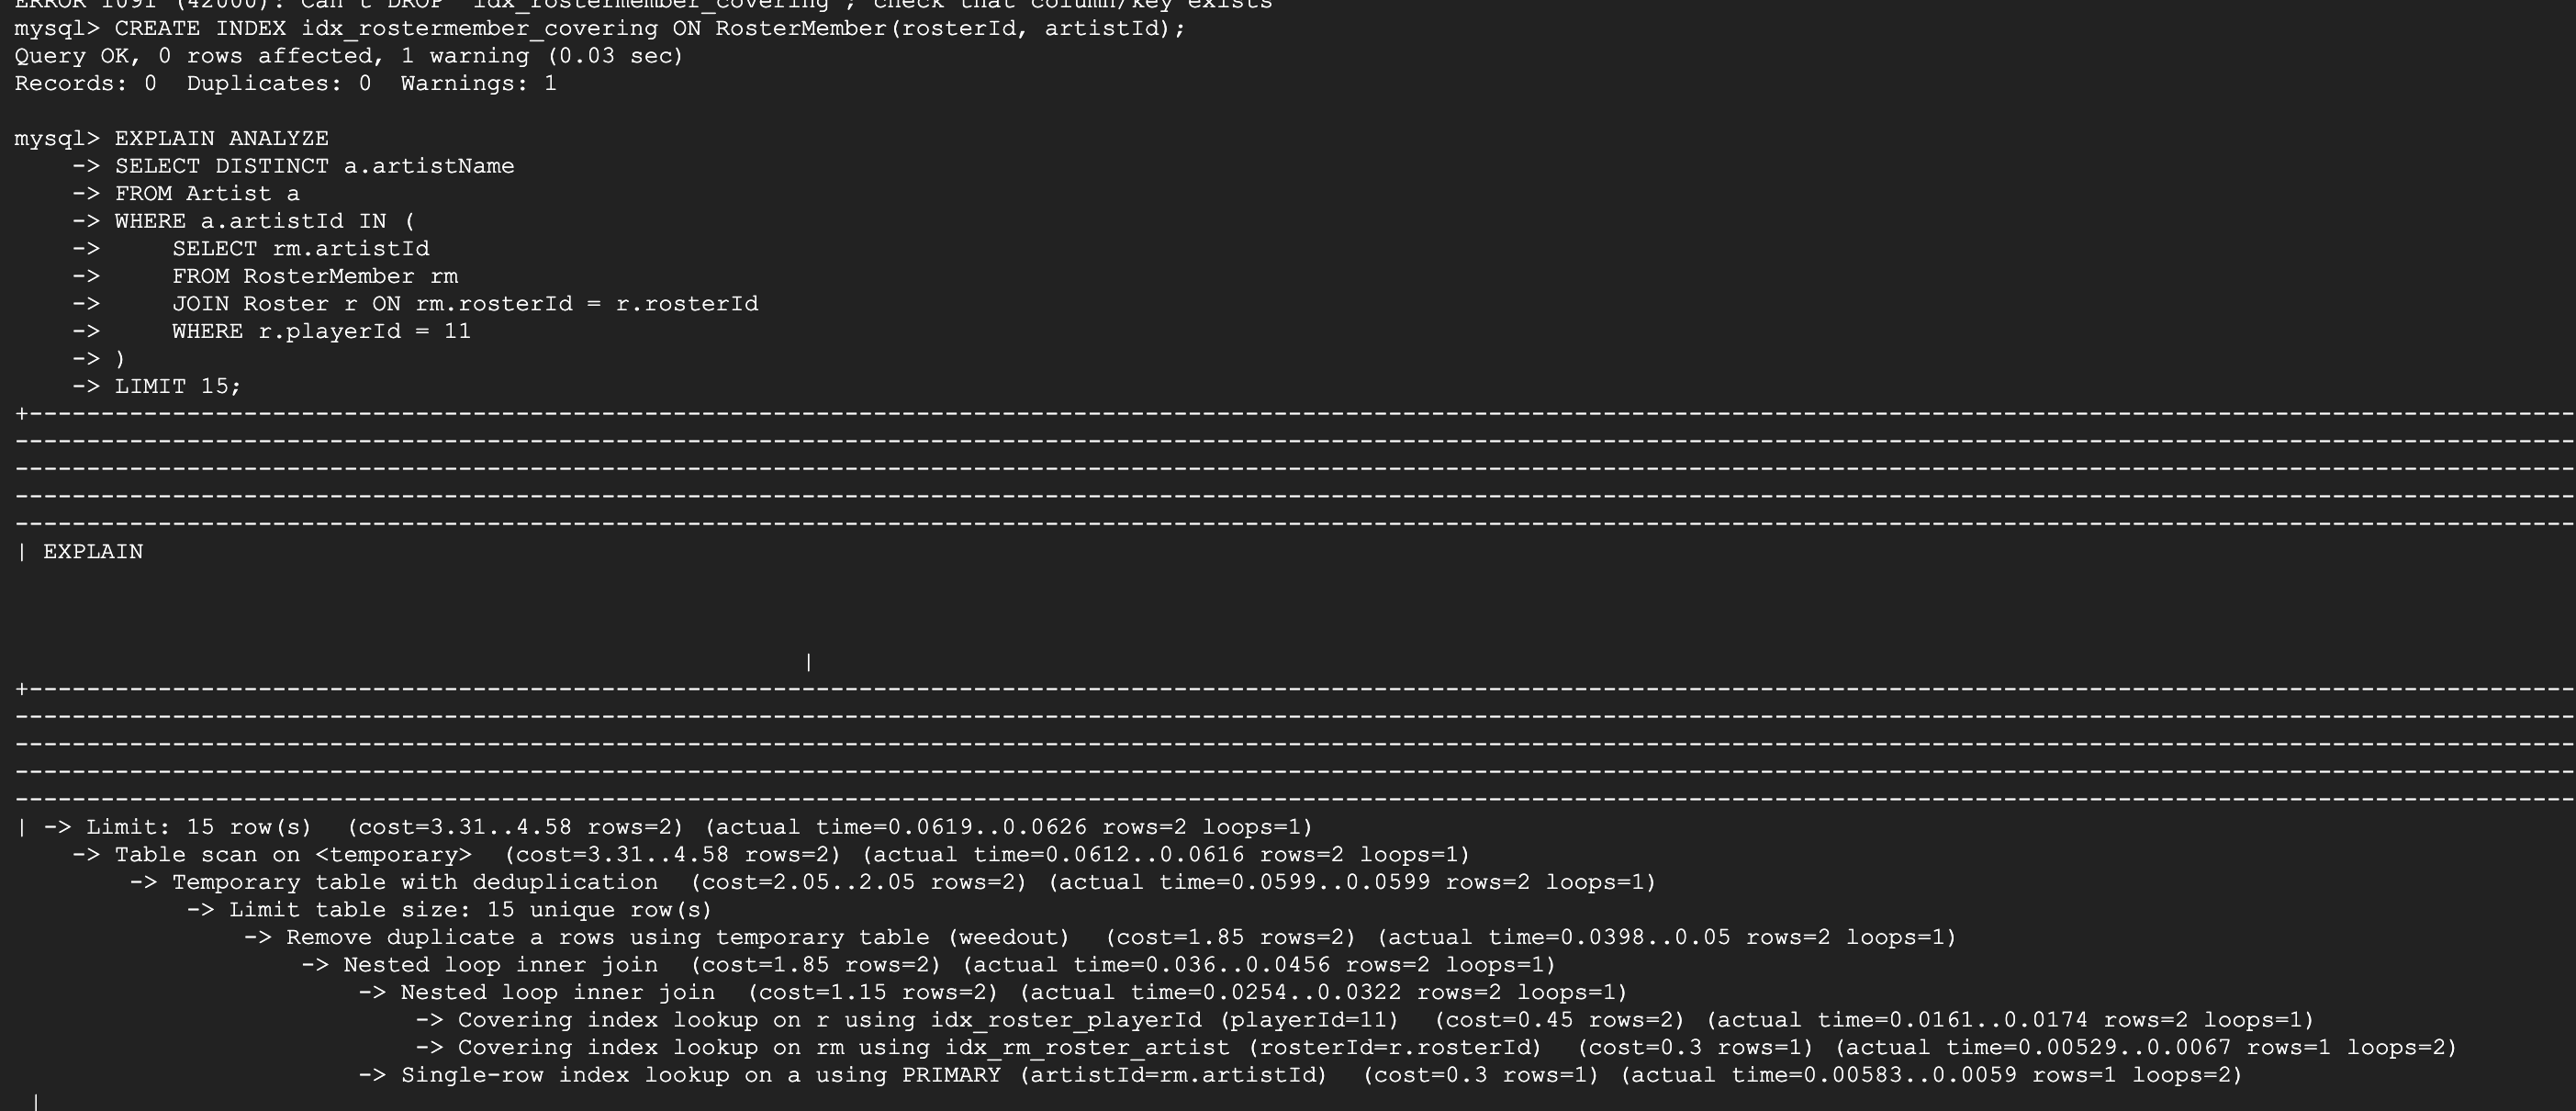 ERROR 1091 (42000): Can't DROP 'idx_rostermember_covering'; check that column/key exists
mysql> CREATE INDEX idx_rostermember_covering ON RosterMember(rosterId, artistId);
Query OK, 0 rows affected, 1 warning (0.03 sec)
Records: 0  Duplicates: 0  Warnings: 1
mysql> EXPLAIN ANALYZE
    -> SELECT DISTINCT a.artistName
    -> FROM Artist a
    -> WHERE a.artistId IN (
    ->     SELECT rm.artistId
    ->     FROM RosterMember rm
    ->     JOIN Roster r ON rm.rosterId = r.rosterId
    ->     WHERE r.playerId = 11
    -> )
    -> LIMIT 15;
| EXPLAIN
|
| -> Limit: 15 row(s)  (cost=3.31..4.58 rows=2) (actual time=0.0619..0.0626 rows=2 loops=1)
    -> Table scan on <temporary>  (cost=3.31..4.58 rows=2) (actual time=0.0612..0.0616 rows=2 loops=1)
        -> Temporary table with deduplication  (cost=2.05..2.05 rows=2) (actual time=0.0599..0.0599 rows=2 loops=1)
            -> Limit table size: 15 unique row(s)
                -> Remove duplicate a rows using temporary table (weedout)  (cost=1.85 rows=2) (actual time=0.0398..0.05 rows=2 loops=1)
                    -> Nested loop inner join  (cost=1.85 rows=2) (actual time=0.036..0.0456 rows=2 loops=1)
                        -> Nested loop inner join  (cost=1.15 rows=2) (actual time=0.0254..0.0322 rows=2 loops=1)
                            -> Covering index lookup on r using idx_roster_playerId (playerId=11)  (cost=0.45 rows=2) (actual time=0.0161..0.0174 rows=2 loops=1)
                            -> Covering index lookup on rm using idx_rm_roster_artist (rosterId=r.rosterId)  (cost=0.3 rows=1) (actual time=0.00529..0.0067 rows=1 loops=2)
                        -> Single-row index lookup on a using PRIMARY (artistId=rm.artistId)  (cost=0.3 rows=1) (actual time=0.00583..0.0059 rows=1 loops=2)
|